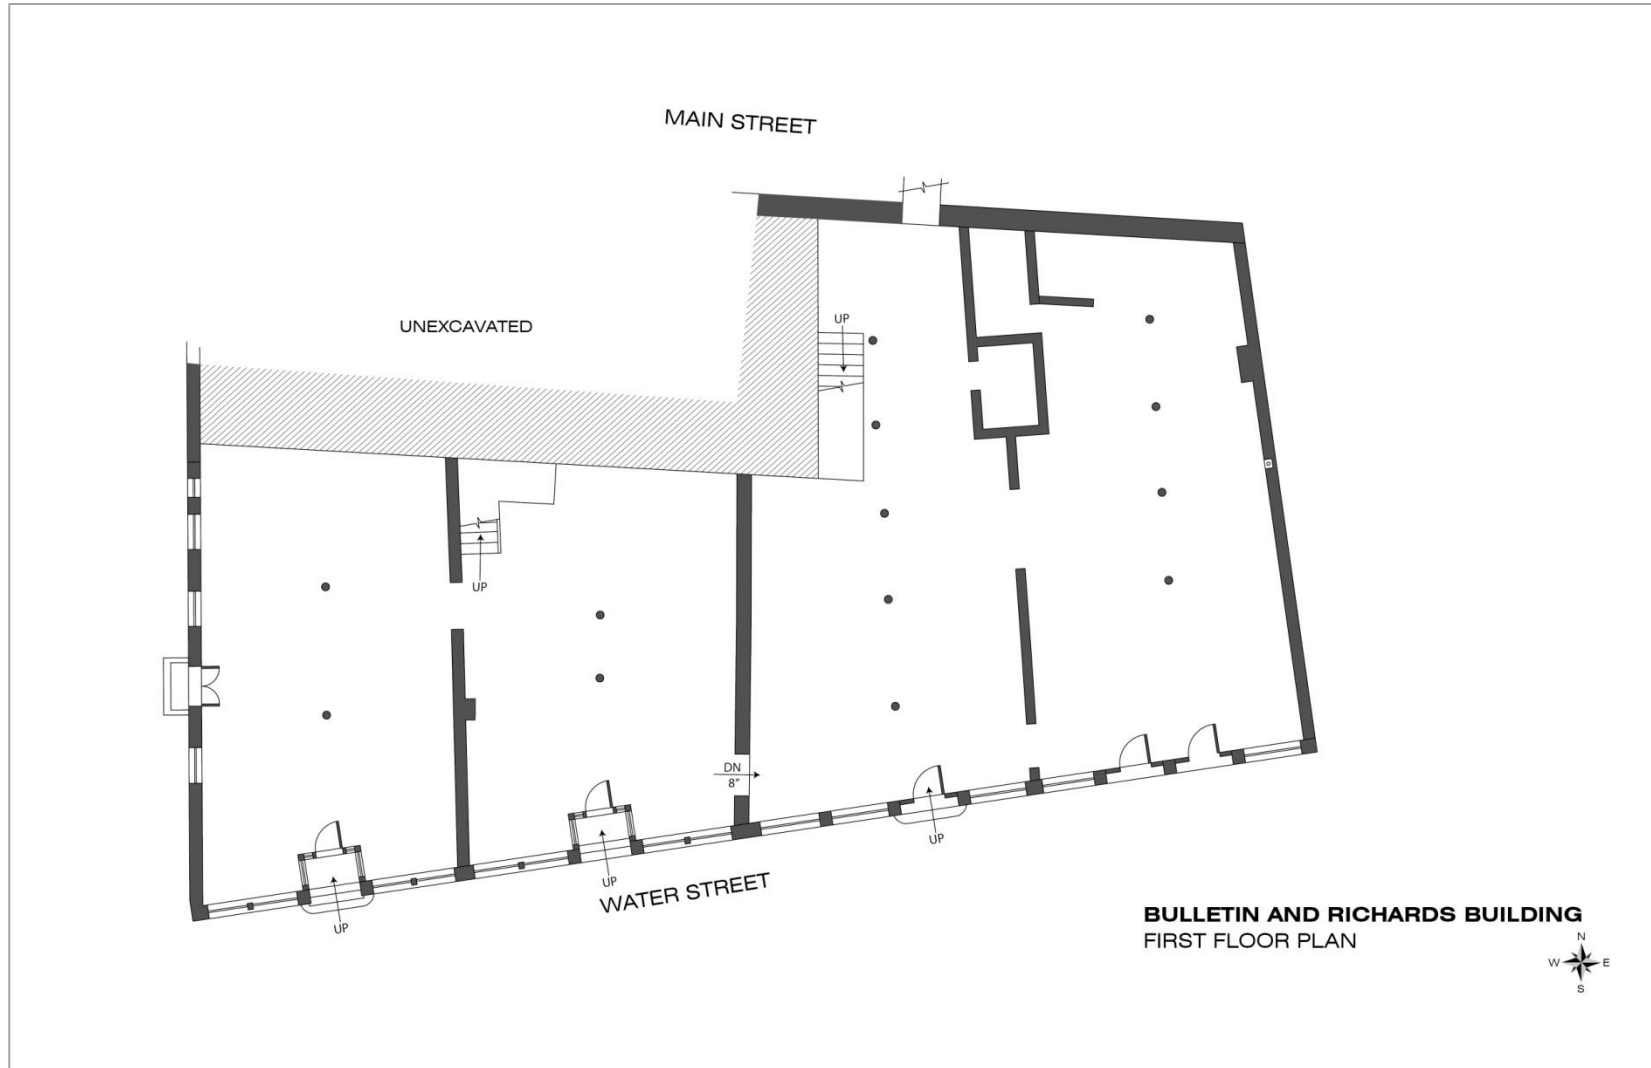 MAIN STREET
UNEXCAVATED
UP
UP
DN
8"
UP
UP
UP
WATER STREET
BULLETIN AND RICHARDS BUILDING
FIRST FLOOR PLAN
N
W E
S